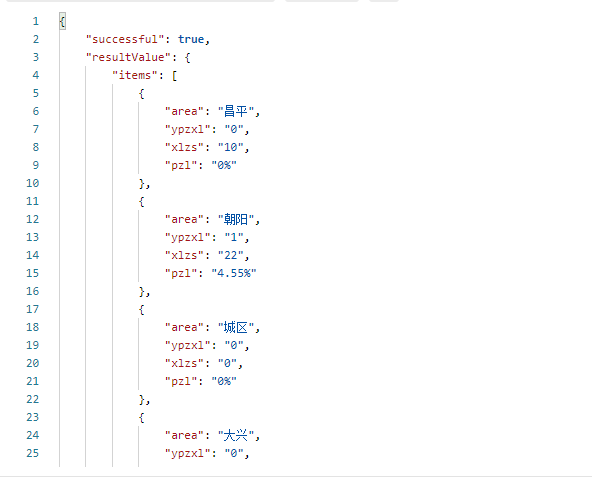 1 {
2 "successful": true,
3 "resultValue": {
4 "items": [
5 {
6 "area": "昌平",
7 "ypzxl": "0",
8 "xlzs": "10",
9 "pzl": "0%"
10 },
11 {
12 "area": "朝阳",
13 "ypzxl": "1",
14 "xlzs": "22",
15 "pzl": "4.55%"
16 },
17 {
18 "area": "城区",
19 "ypzxl": "0",
20 "xlzs": "0",
21 "pzl": "0%"
22 },
23 {
24 "area": "大兴",
25 "ypzxl": "0",